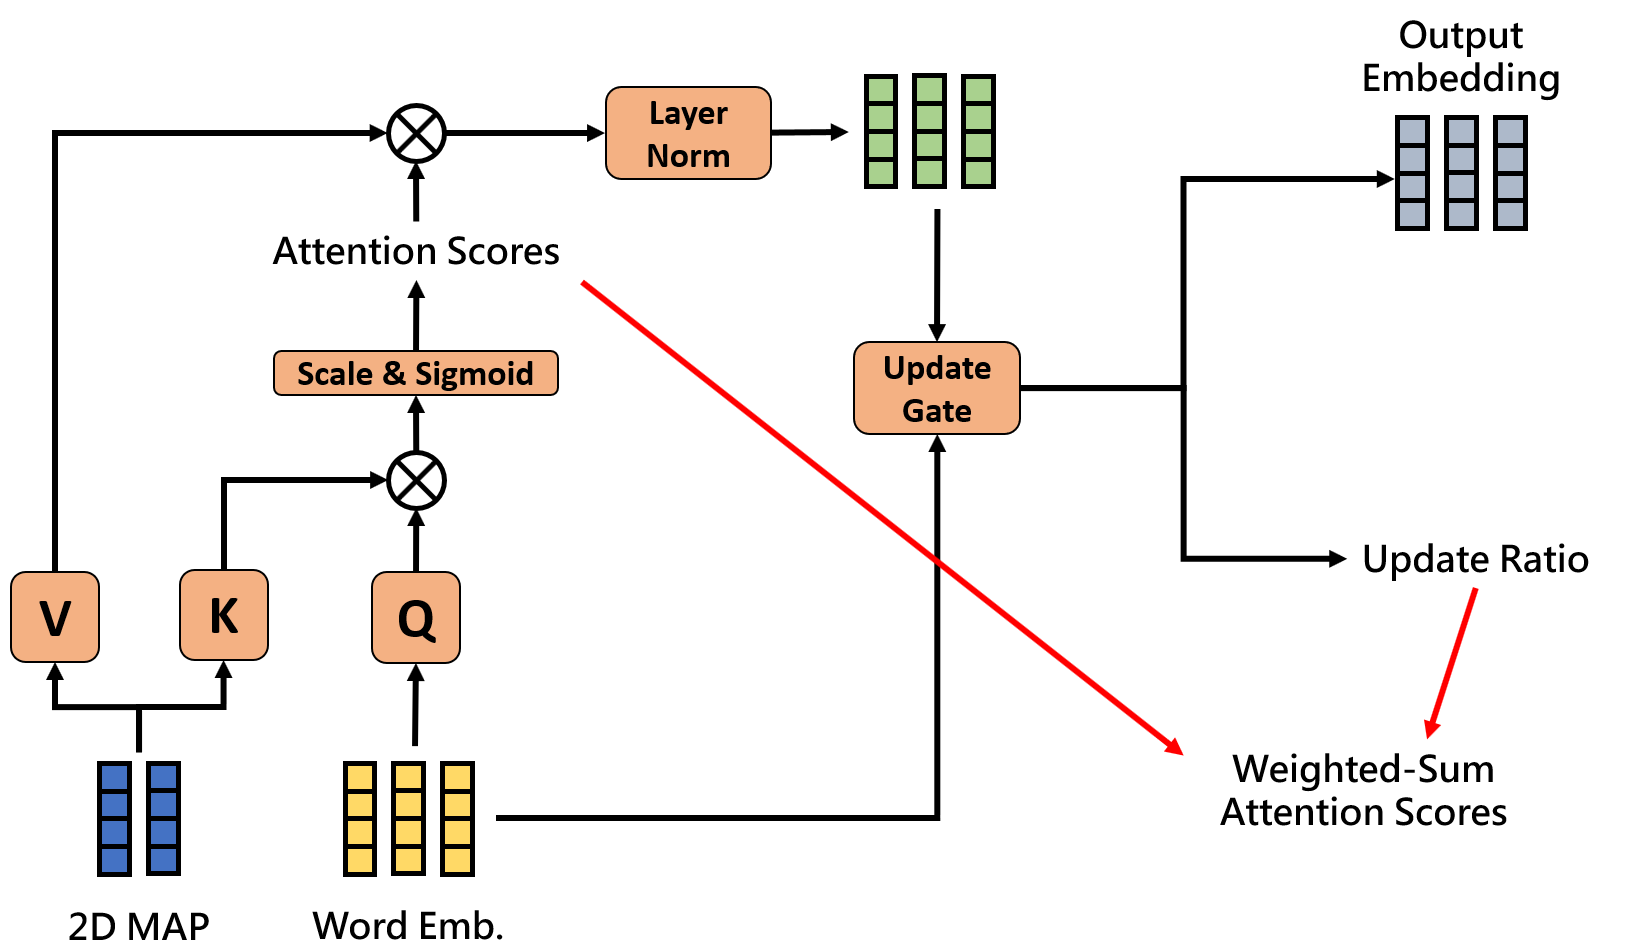 Output
Embedding
Layer
Norm
Attention Scores
Scale & Sigmoid
Update
Gate
Update Ratio
V
K
Q
Weighted-Sum
Attention Scores
2D MAP
Word Emb.